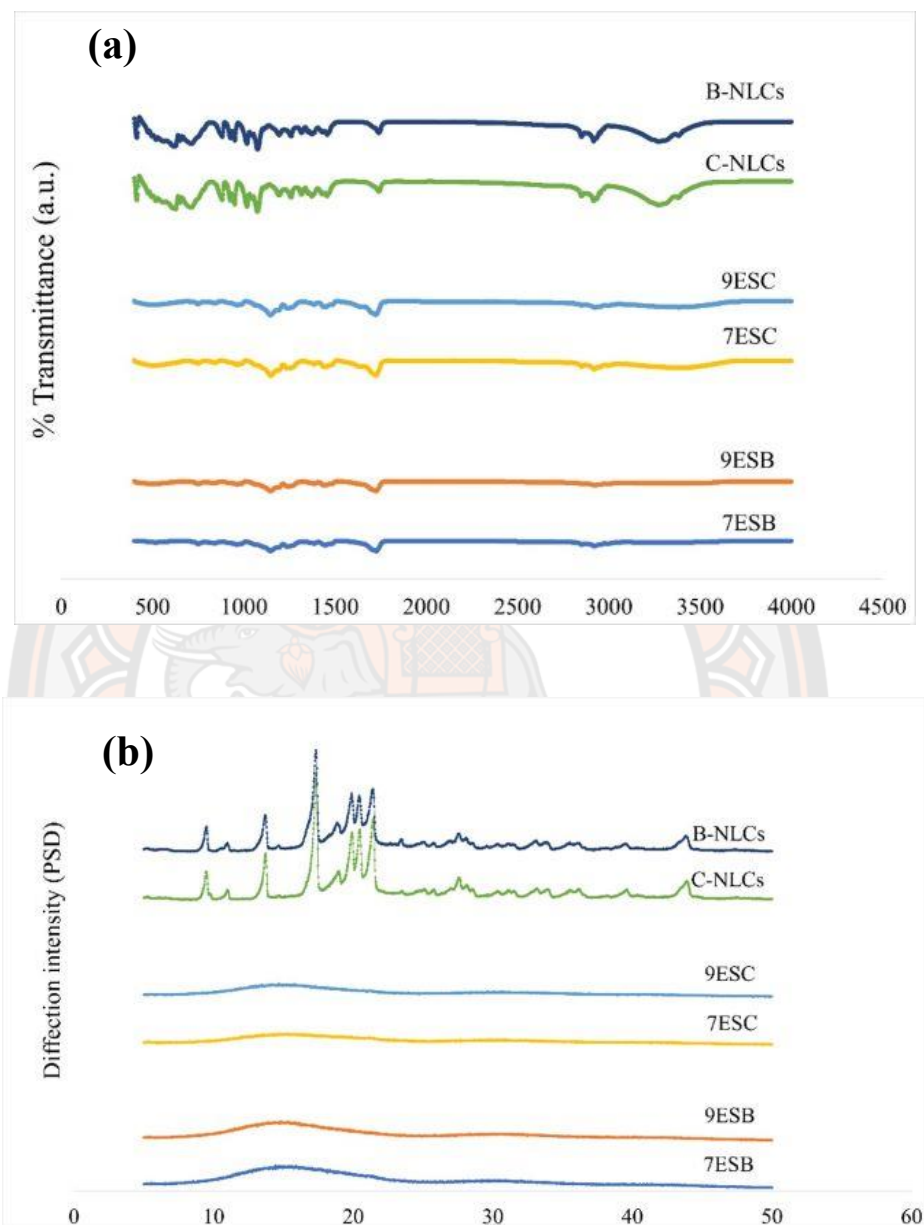 (a)
B-NLCs
C-NLCs
9ESC
7ESC
9ESB
7ESB
% Transmittance (a.u.)
0 500 1000 1500 2000 2500 3000 3500 4000 4500
(b)
B-NLCs
C-NLCs
9ESC
7ESC
9ESB
7ESB
Diffection intensity (PSD)
0 10 20 30 40 50 60